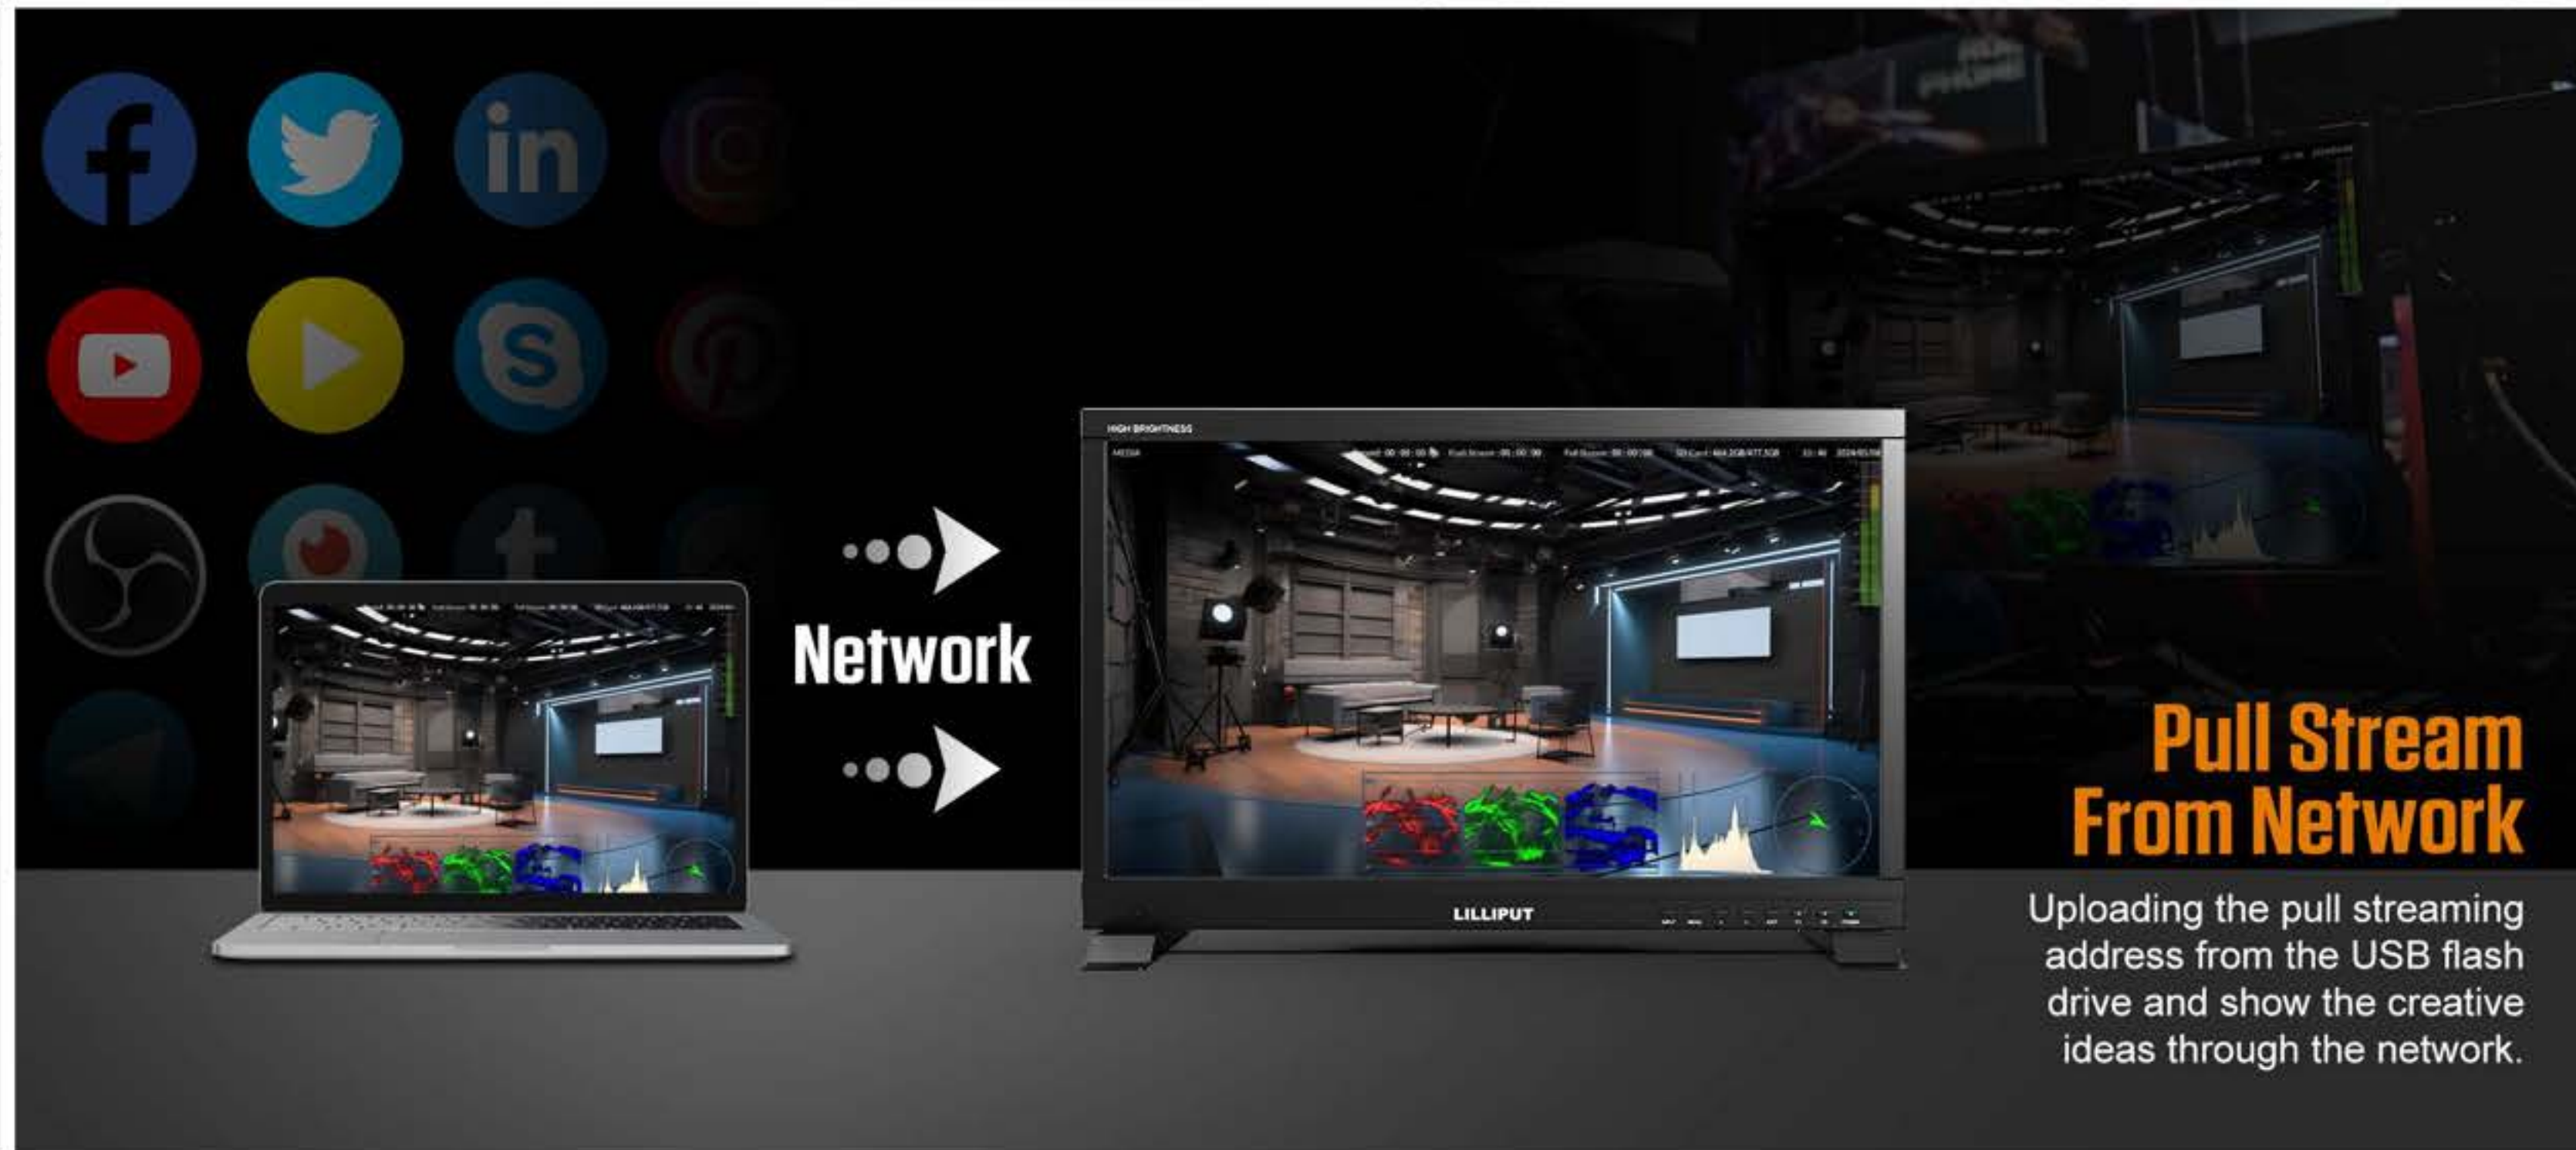 HIGH BRIGHTNESS
Network
LILLIPUT
Pull Stream
From Network
Uploading the pull streaming
address from the USB flash
drive and show the creative
ideas through the network.